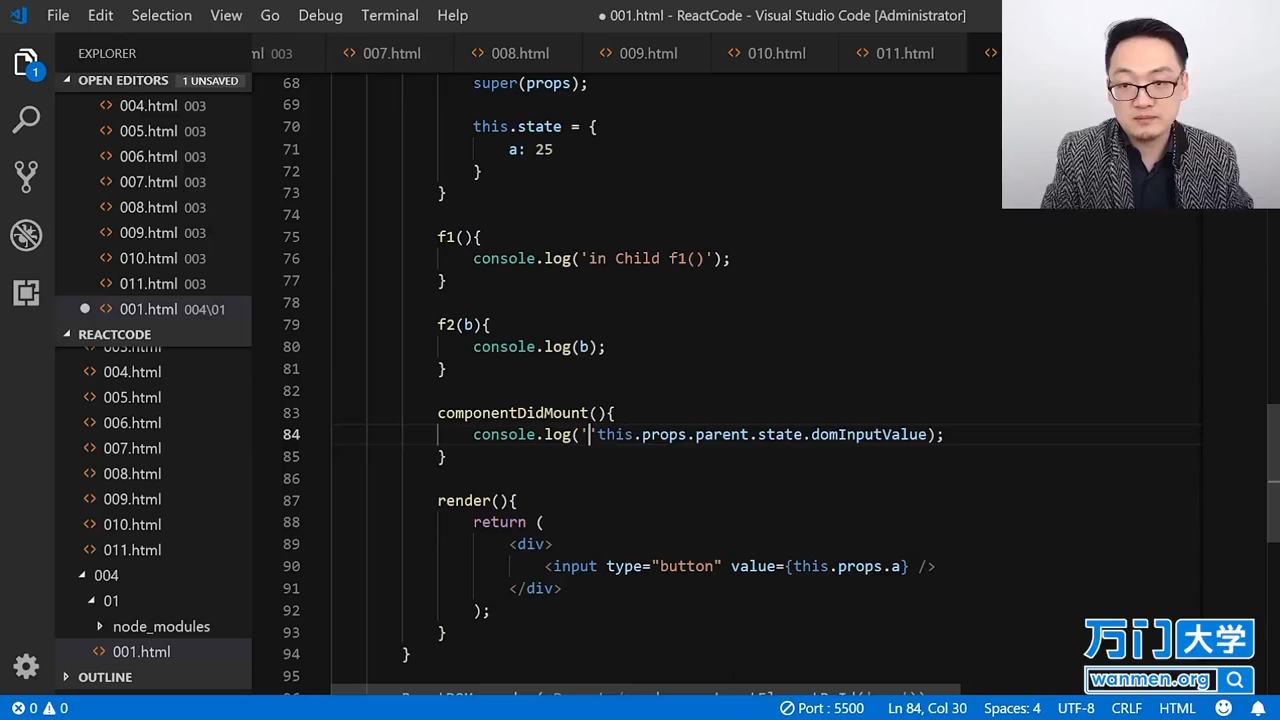 File Edit Selection View Go Debug Terminal Help ● 001.html - ReactCode - Visual Studio Code [Administrator]
EXPLORER
ml 003 007.html 008.html 009.html 010.html 011.html
OPEN EDITORS 1 UNSAVED
004.html 003
005.html 003
006.html 003
007.html 003
008.html 003
009.html 003
010.html 003
011.html 003
001.html 004\01
REACTCODE
003.html
004.html
005.html
006.html
007.html
008.html
009.html
010.html
011.html
004
01
node_modules
001.html
OUTLINE
1
68 super(props);
69
70 this.state = {
71 a: 25
72 }
73 }
74
75 f1(){
76 console.log('in Child f1()');
77 }
78
79 f2(b){
80 console.log(b);
81 }
82
83 componentDidMount(){
84 console.log(''this.props.parent.state.domInputValue);
85 }
86
87 render(){
88 return (
89 <div>
90 <input type="button" value={this.props.a} />
91 </div>
92 );
93 }
94 }
95
万门大学
wanmen.org
0 0 Port : 5500 Ln 84, Col 30 Spaces: 4 UTF-8 CRLF HTML